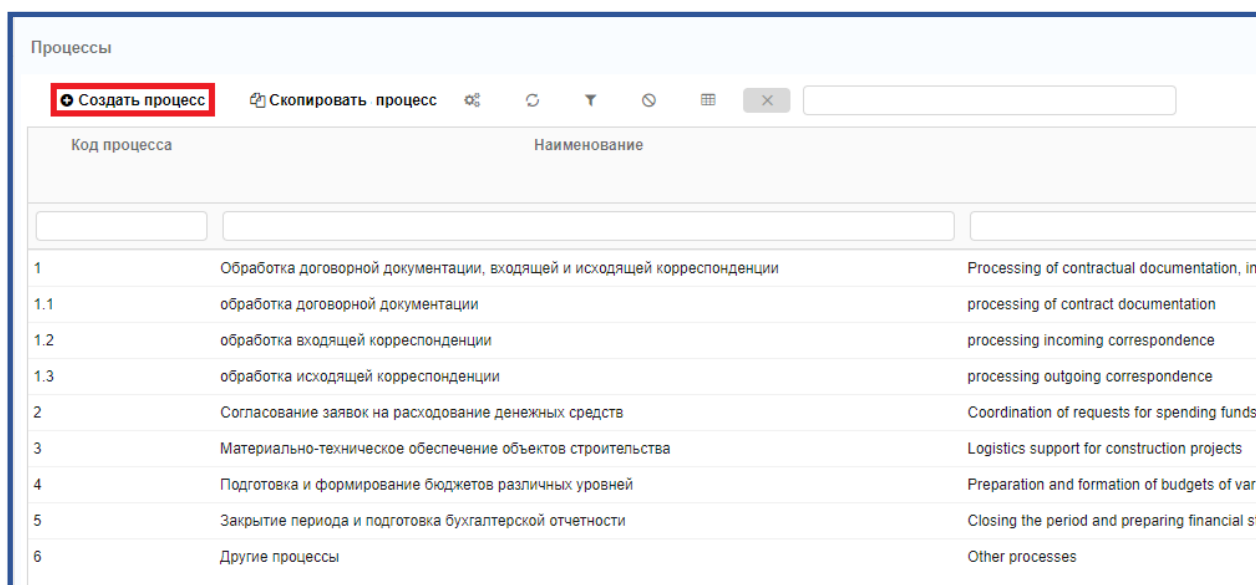 Процессы
Создать процесс Скопировать процесс
Код процесса Наименование
1 Обработка договорной документации, входящей и исходящей корреспонденции Processing of contractual documentation, in
1.1 обработка договорной документации processing of contract documentation
1.2 обработка входящей корреспонденции processing incoming correspondence
1.3 обработка исходящей корреспонденции processing outgoing correspondence
2 Согласование заявок на расходование денежных средств Coordination of requests for spending funds
3 Материально-техническое обеспечение объектов строительства Logistics support for construction projects
4 Подготовка и формирование бюджетов различных уровней Preparation and formation of budgets of var
5 Закрытие периода и подготовка бухгалтерской отчетности Closing the period and preparing financial s
6 Другие процессы Other processes